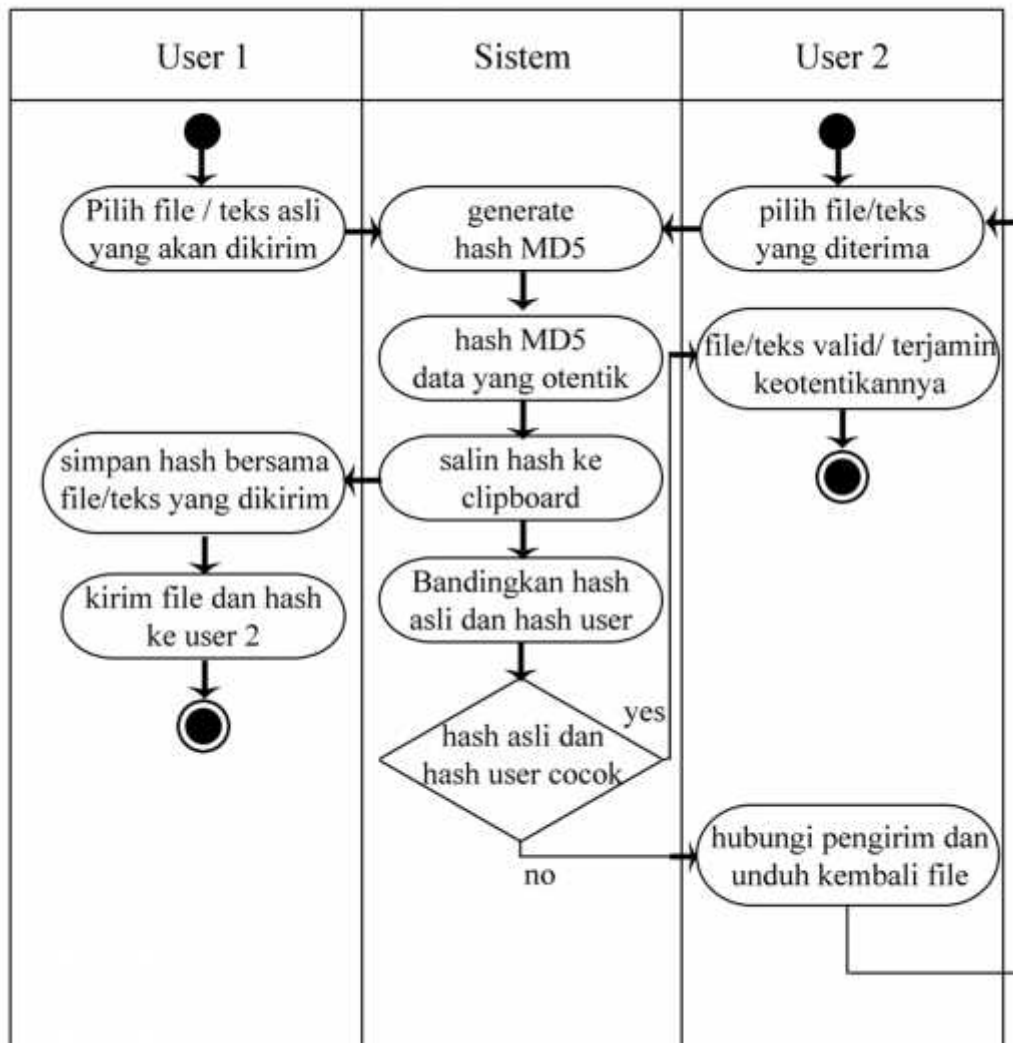 User 1
Sistem
User 2
Pilih file / teks asli
yang akan dikirim
generate
hash MD5
pilih file/teks
yang diterima
hash MD5
data yang otentik
file/teks valid/ terjamin
keotentikannya
simpan hash bersama
file/teks yang dikirim
salin hash ke
clipboard
kirim file dan hash
ke user 2
Bandingkan hash
asli dan hash user
yes
hash asli dan
hash user cocok
no
hubungi pengirim dan
unduh kembali file